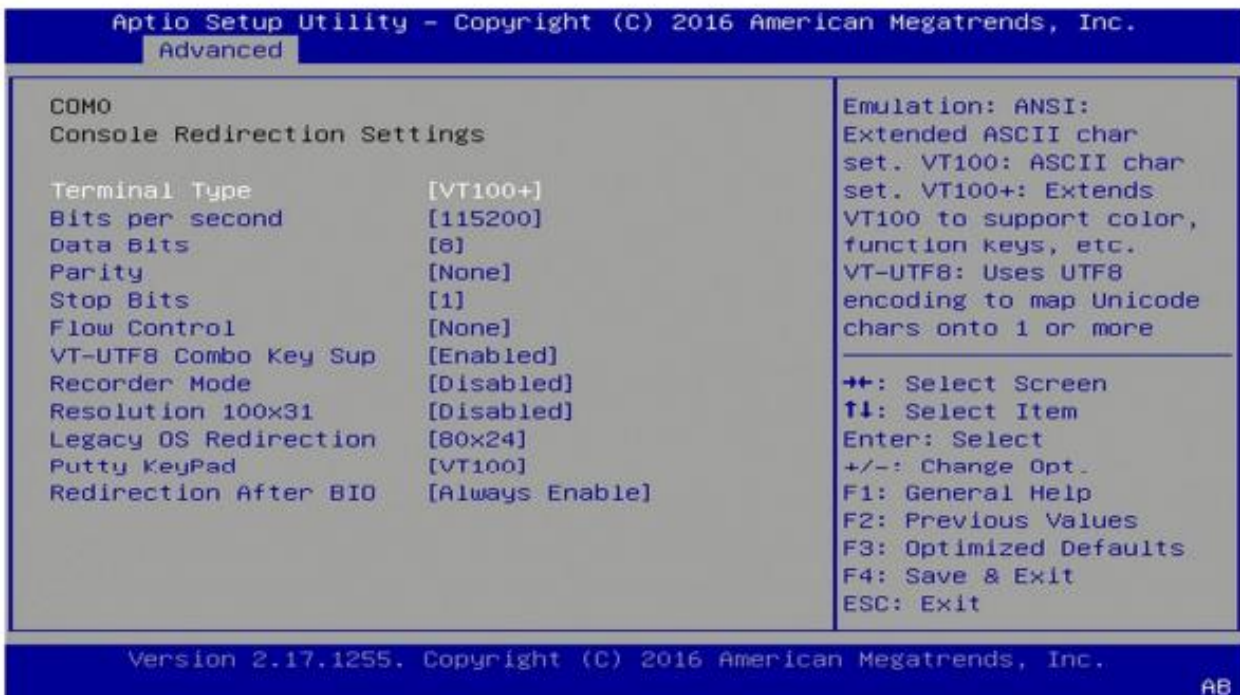 Aptio Setup Utility – Copyright (C) 2016 American Megatrends, Inc.
Advanced
COM0
Console Redirection Settings
Terminal Type [VT100+]
Bits per second [115200]
Data Bits [8]
Parity [None]
Stop Bits [1]
Flow Control [None]
VT-UTF8 Combo Key Sup [Enabled]
Recorder Mode [Disabled]
Resolution 100x31 [Disabled]
Legacy OS Redirection [80x24]
Putty KeyPad [VT100]
Redirection After BIO [Always Enable]
Emulation: ANSI:
Extended ASCII char
set. VT100: ASCII char
set. VT100+: Extends
VT100 to support color,
function keys, etc.
VT-UTF8: Uses UTF8
encoding to map Unicode
chars onto 1 or more
→←: Select Screen
↑↓: Select Item
Enter: Select
+/-: Change Opt.
F1: General Help
F2: Previous Values
F3: Optimized Defaults
F4: Save & Exit
ESC: Exit
Version 2.17.1255. Copyright (C) 2016 American Megatrends, Inc.
AB